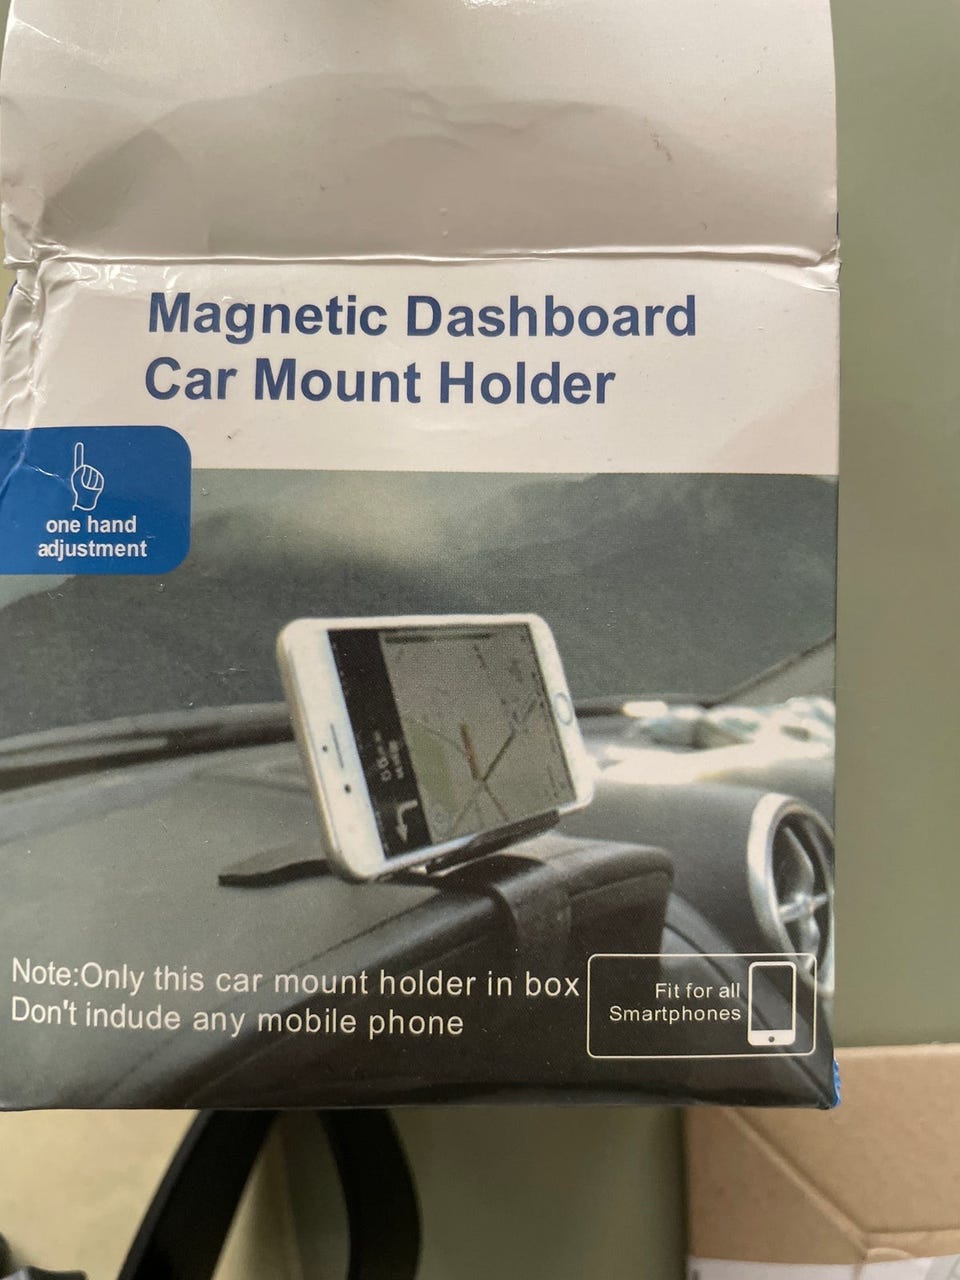 Magnetic Dashboard
Car Mount Holder
one hand
adjustment
Note:Only this car mount holder in box
Don't indude any mobile phone
Fit for all
Smartphones